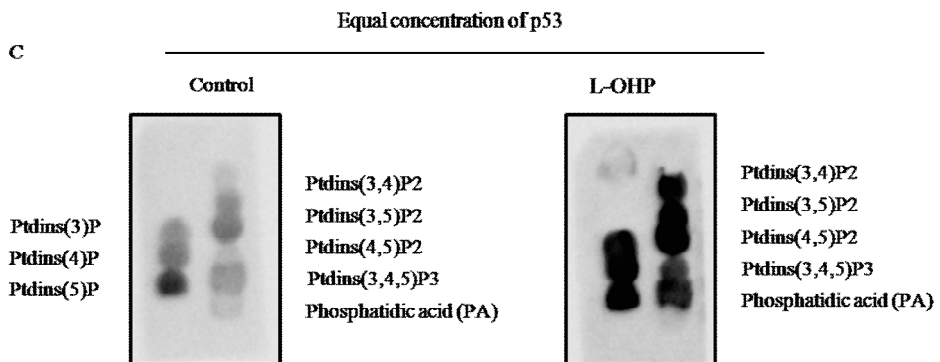 Equal concentration of p53
C
Control
L-OHP
Ptdins(3)P
Ptdins(4)P
Ptdins(5)P
Ptdins(3,4)P2
Ptdins(3,5)P2
Ptdins(4,5)P2
Ptdins(3,4,5)P3
Phosphatidic acid (PA)
Ptdins(3,4)P2
Ptdins(3,5)P2
Ptdins(4,5)P2
Ptdins(3,4,5)P3
Phosphatidic acid (PA)